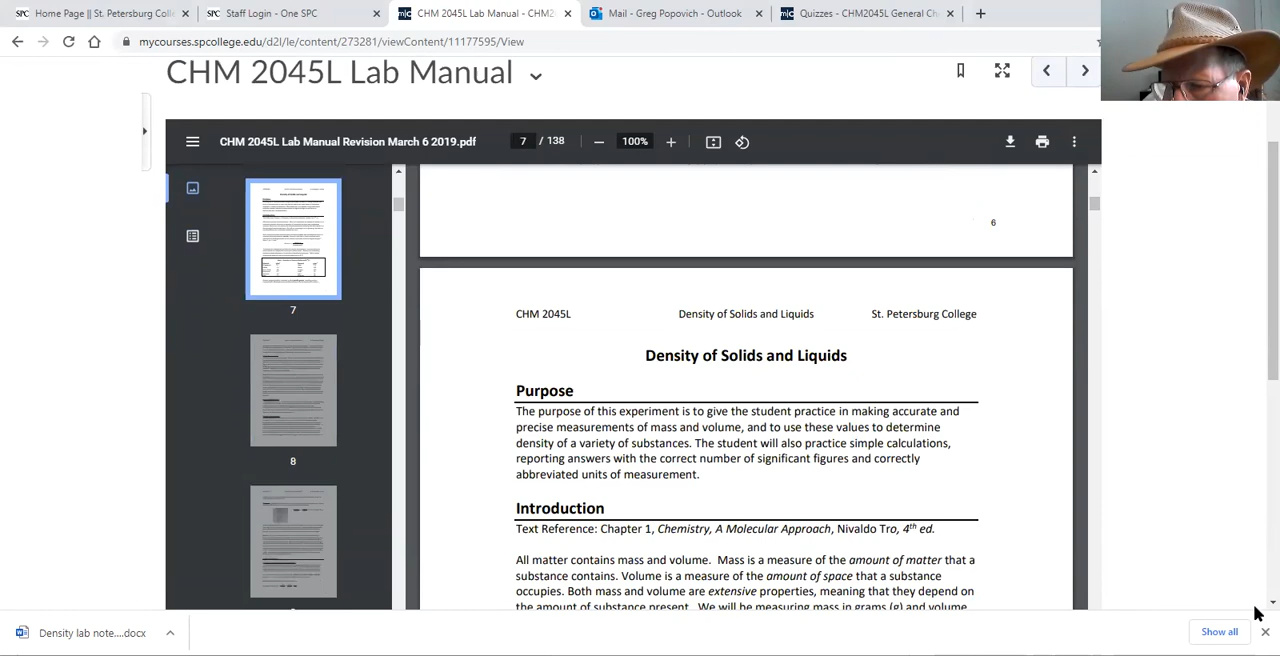 Home Page || St. Petersburg Colle
Staff Login - One SPC
CHM 2045L Lab Manual - CHM2
Mail - Greg Popovich - Outlook
Quizzes - CHM2045L General Ch
mycourses.spcollege.edu/d2l/le/content/273281/viewContent/11177595/View
CHM 2045L Lab Manual
CHM 2045L Lab Manual Revision March 6 2019.pdf
7 / 138
100%
7
8
6
CHM 2045L Density of Solids and Liquids St. Petersburg College
Density of Solids and Liquids
Purpose
The purpose of this experiment is to give the student practice in making accurate and
precise measurements of mass and volume, and to use these values to determine
density of a variety of substances. The student will also practice simple calculations,
reporting answers with the correct number of significant figures and correctly
abbreviated units of measurement.
Introduction
Text Reference: Chapter 1, Chemistry, A Molecular Approach, Nivaldo Tro, 4th ed.
All matter contains mass and volume. Mass is a measure of the amount of matter that a
substance contains. Volume is a measure of the amount of space that a substance
occupies. Both mass and volume are extensive properties, meaning that they depend on
the amount of substance present. We will be measuring mass in grams (g) and volume
Density lab note....docx
Show all